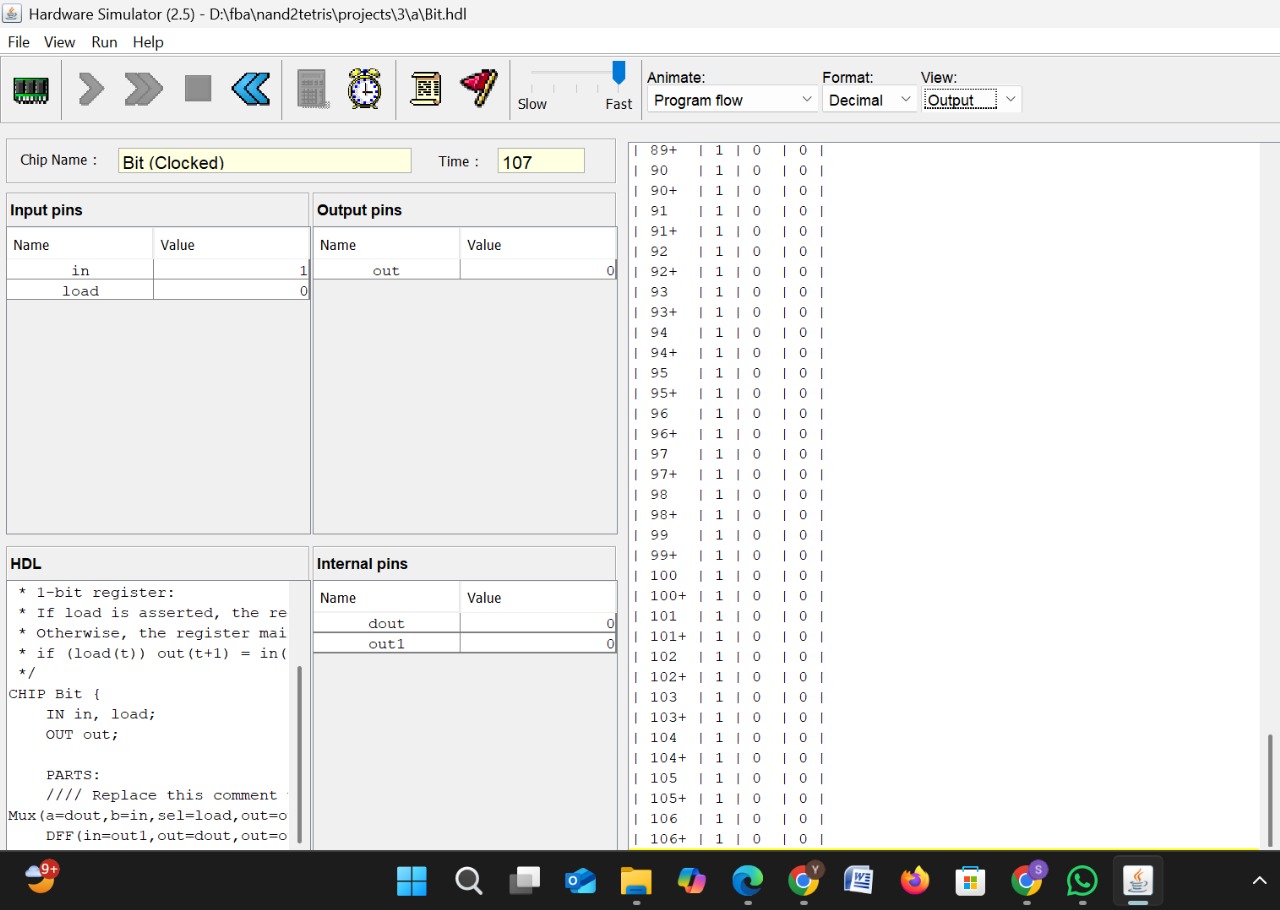 Hardware Simulator (2.5) - D:\fba\nand2tetris\projects\3\a\Bit.hdl
File View Run Help
Slow Fast
Animate: Format: View:
Program flow Decimal Output
Chip Name : Bit (Clocked) Time : 107
Input pins
Name Value
in 1
load 0
Output pins
Name Value
out 0
HDL
* 1-bit register:
* If load is asserted, the re
* Otherwise, the register mai
* if (load(t)) out(t+1) = in(
*/
CHIP Bit {
IN in, load;
OUT out;
PARTS:
//// Replace this comment
Mux(a=dout,b=in,sel=load,out=o
DFF(in=out1,out=dout,out=o
Internal pins
Name Value
dout 0
out1 0
| 89+ | 1 | 0 | 0 |
| 90 | 1 | 0 | 0 |
| 90+ | 1 | 0 | 0 |
| 91 | 1 | 0 | 0 |
| 91+ | 1 | 0 | 0 |
| 92 | 1 | 0 | 0 |
| 92+ | 1 | 0 | 0 |
| 93 | 1 | 0 | 0 |
| 93+ | 1 | 0 | 0 |
| 94 | 1 | 0 | 0 |
| 94+ | 1 | 0 | 0 |
| 95 | 1 | 0 | 0 |
| 95+ | 1 | 0 | 0 |
| 96 | 1 | 0 | 0 |
| 96+ | 1 | 0 | 0 |
| 97 | 1 | 0 | 0 |
| 97+ | 1 | 0 | 0 |
| 98 | 1 | 0 | 0 |
| 98+ | 1 | 0 | 0 |
| 99 | 1 | 0 | 0 |
| 99+ | 1 | 0 | 0 |
| 100 | 1 | 0 | 0 |
| 100+ | 1 | 0 | 0 |
| 101 | 1 | 0 | 0 |
| 101+ | 1 | 0 | 0 |
| 102 | 1 | 0 | 0 |
| 102+ | 1 | 0 | 0 |
| 103 | 1 | 0 | 0 |
| 103+ | 1 | 0 | 0 |
| 104 | 1 | 0 | 0 |
| 104+ | 1 | 0 | 0 |
| 105 | 1 | 0 | 0 |
| 105+ | 1 | 0 | 0 |
| 106 | 1 | 0 | 0 |
| 106+ | 1 | 0 | 0 |
9+
Y
S